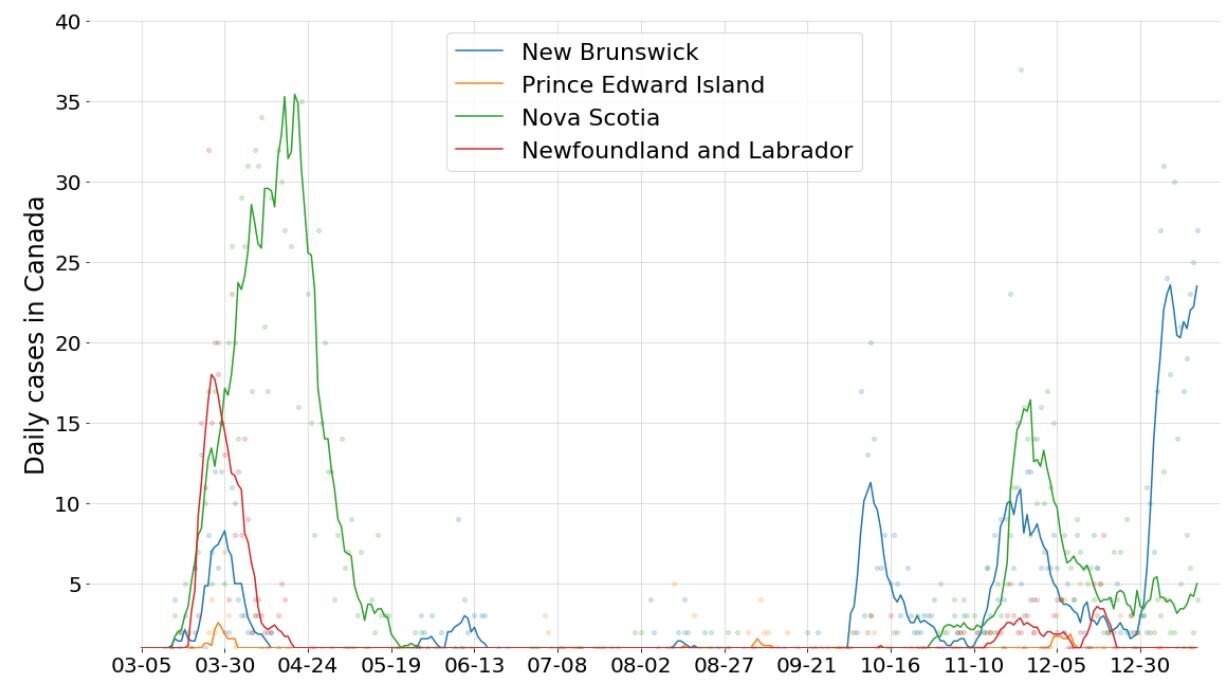 40
35
30
25
20
15
10
5
Daily cases in Canada
New Brunswick
Prince Edward Island
Nova Scotia
Newfoundland and Labrador
03-05 03-30 04-24 05-19 06-13 07-08 08-02 08-27 09-21 10-16 11-10 12-05 12-30